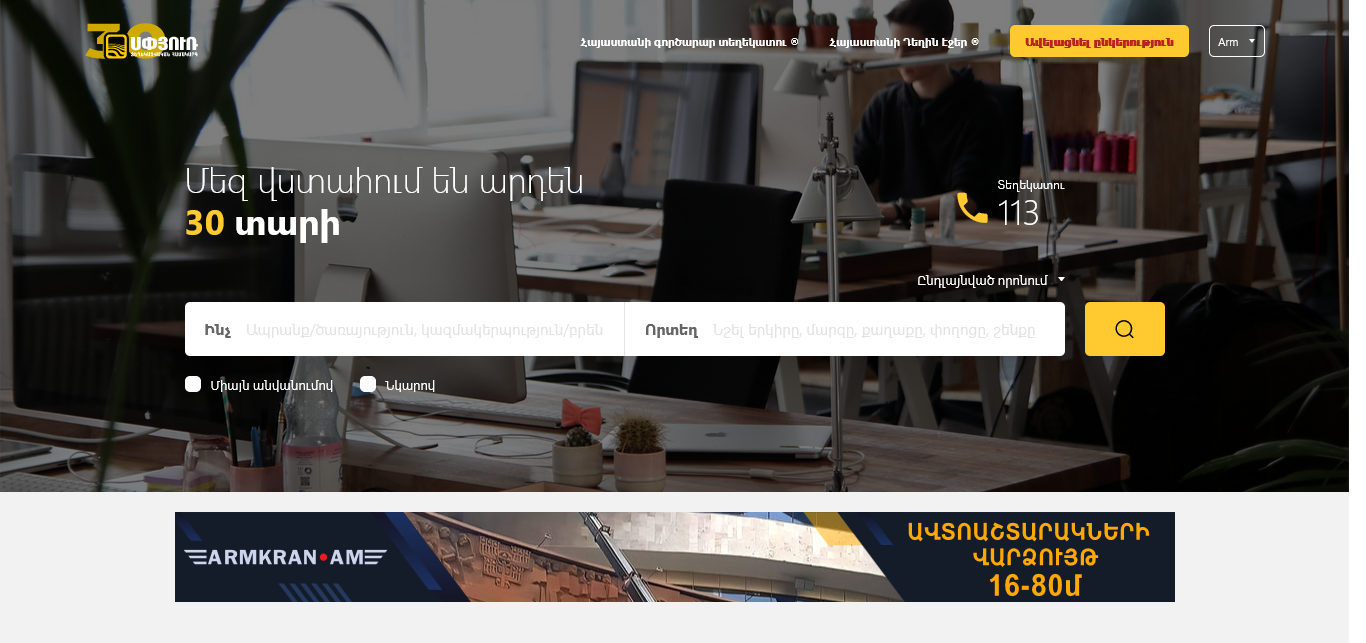 30 ՍՓՅՈՒՌ
Հայաստանի գործարար տեղեկատու ®
Հայաստանի Դեղին Էջեր ®
Ավելացնել ընկերություն
Arm
Մեզ վստահում են արդեն
30 տարի
Տեղեկատու
113
Ընդլայնված որոնում
Ինչ Ապրանք/ծառայություն, կազմակերպություն/բրեն
Որտեղ Նշել երկիրը, մարզը, քաղաքը, փողոցը, շենքը
Միայն անվանումով
Նկարով
ARMKRAN•AM
ԱՎՏՈԱՇՏԱՐԱԿՆԵՐԻ
ՎԱՐՁՈՒՅԹ
16-80մ